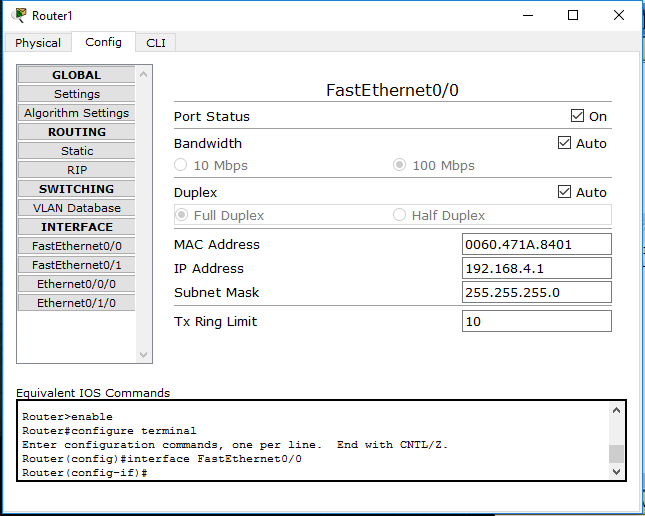 Router1
Physical Config CLI
GLOBAL
Settings
Algorithm Settings
ROUTING
Static
RIP
SWITCHING
VLAN Database
INTERFACE
FastEthernet0/0
FastEthernet0/1
Ethernet0/0/0
Ethernet0/1/0
FastEthernet0/0
Port Status On
Bandwidth Auto
10 Mbps 100 Mbps
Duplex Auto
Full Duplex Half Duplex
MAC Address 0060.471A.8401
IP Address 192.168.4.1
Subnet Mask 255.255.255.0
Tx Ring Limit 10
Equivalent IOS Commands
Router>enable
Router#configure terminal
Enter configuration commands, one per line.  End with CNTL/Z.
Router(config)#interface FastEthernet0/0
Router(config-if)#